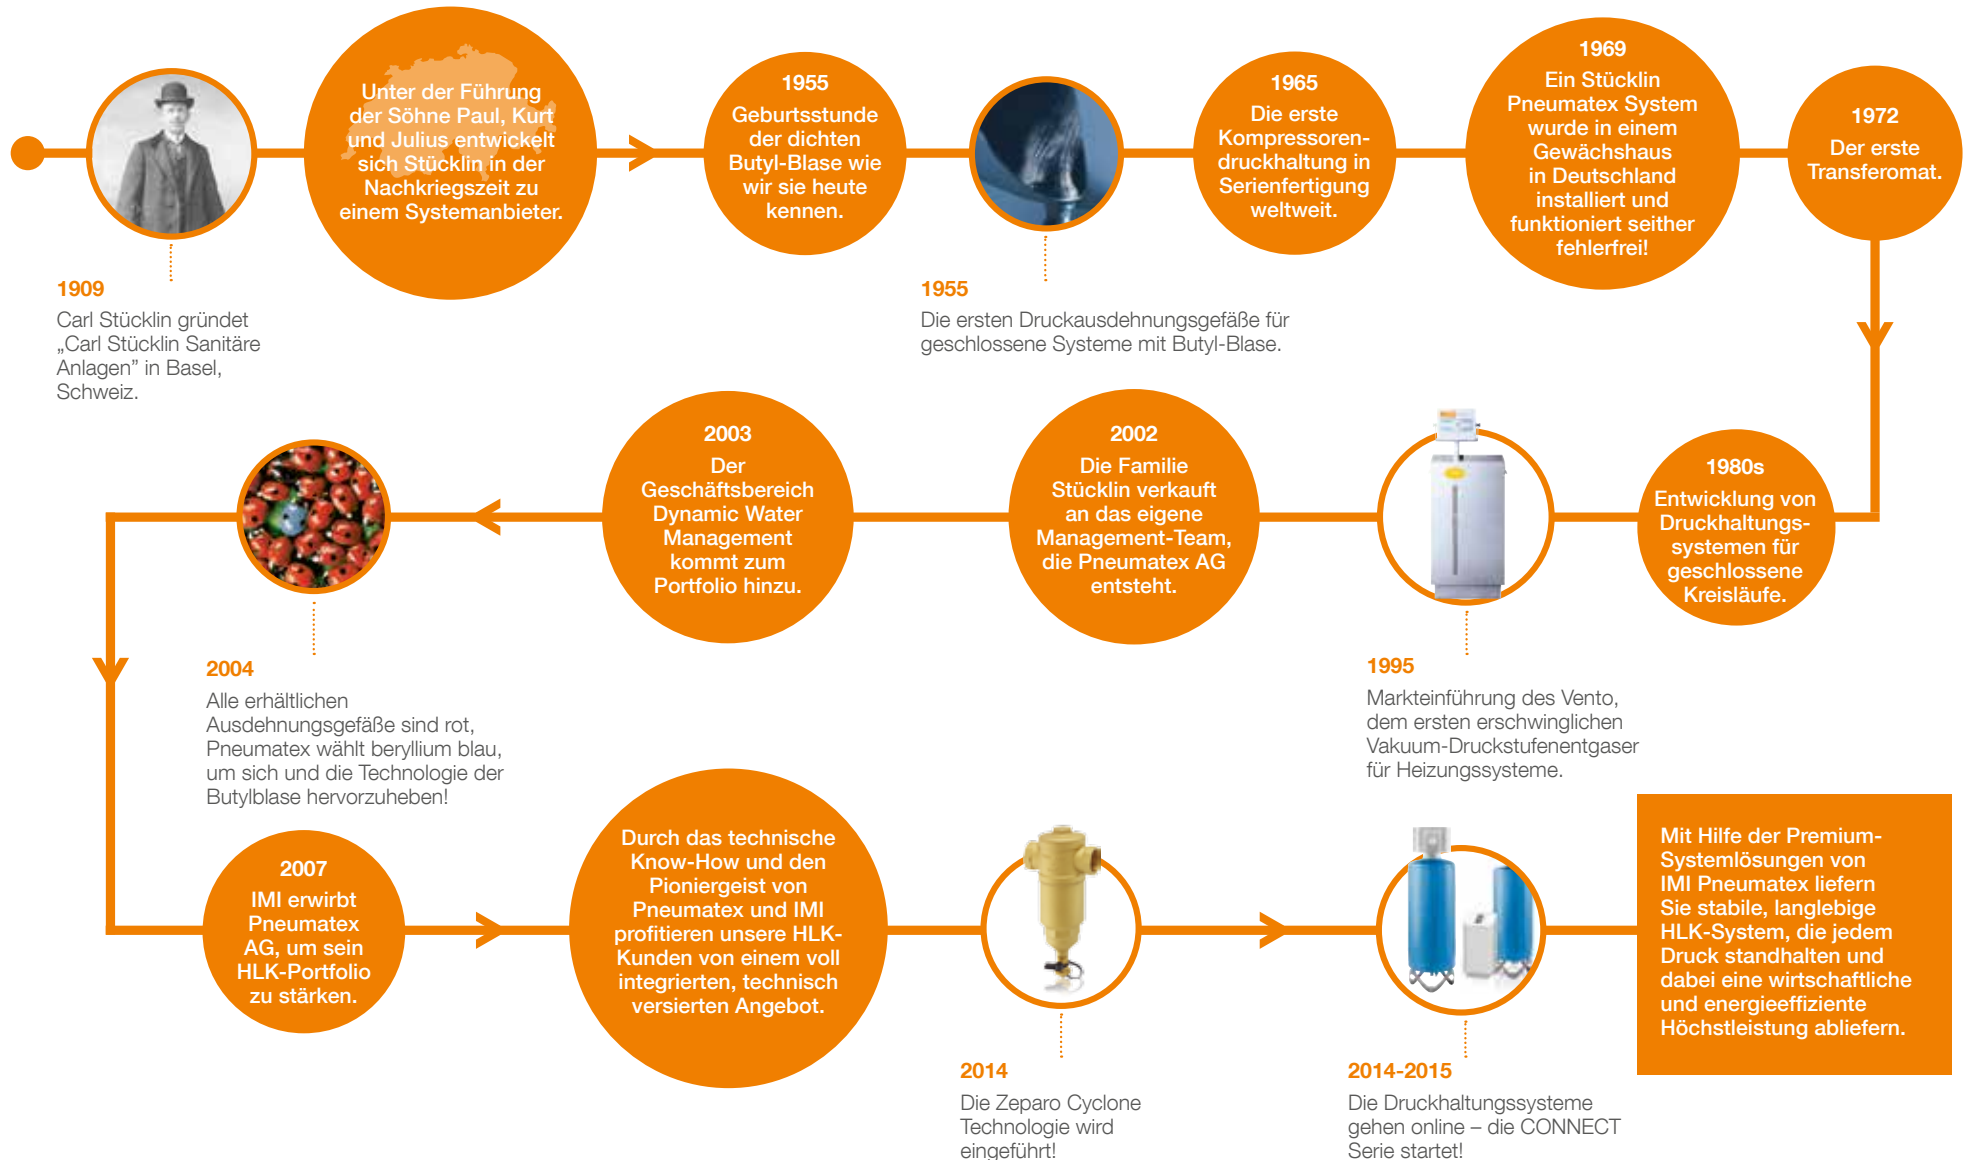 1909
Carl Stücklin gründet
„Carl Stücklin Sanitäre
Anlagen” in Basel,
Schweiz.
Unter der Führung
der Söhne Paul, Kurt
und Julius entwickelt
sich Stücklin in der
Nachkriegszeit zu
einem Systemanbieter.
1955
Geburtsstunde
der dichten
Butyl-Blase wie
wir sie heute
kennen.
1955
Die ersten Druckausdehnungsgefäße für
geschlossene Systeme mit Butyl-Blase.
1965
Die erste
Kompressoren-
druckhaltung in
Serienfertigung
weltweit.
1969
Ein Stücklin
Pneumatex System
wurde in einem
Gewächshaus
in Deutschland
installiert und
funktioniert seither
fehlerfrei!
1972
Der erste
Transferomat.
1980s
Entwicklung von
Druckhaltungs-
systemen für
geschlossene
Kreisläufe.
1995
Markteinführung des Vento,
dem ersten erschwinglichen
Vakuum-Druckstufenentgaser
für Heizungssysteme.
2002
Die Familie
Stücklin verkauft
an das eigene
Management-Team,
die Pneumatex AG
entsteht.
2003
Der
Geschäftsbereich
Dynamic Water
Management
kommt zum
Portfolio hinzu.
2004
Alle erhältlichen
Ausdehnungsgefäße sind rot,
Pneumatex wählt beryllium blau,
um sich und die Technologie der
Butylblase hervorzuheben!
2007
IMI erwirbt
Pneumatex
AG, um sein
HLK-Portfolio
zu stärken.
Durch das technische
Know-How und den
Pioniergeist von
Pneumatex und IMI
profitieren unsere HLK-
Kunden von einem voll
integrierten, technisch
versierten Angebot.
2014
Die Zeparo Cyclone
Technologie wird
eingeführt!
2014-2015
Die Druckhaltungssysteme
gehen online – die CONNECT
Serie startet!
Mit Hilfe der Premium-
Systemlösungen von
IMI Pneumatex liefern
Sie stabile, langlebige
HLK-System, die jedem
Druck standhalten und
dabei eine wirtschaftliche
und energieeffiziente
Höchstleistung abliefern.